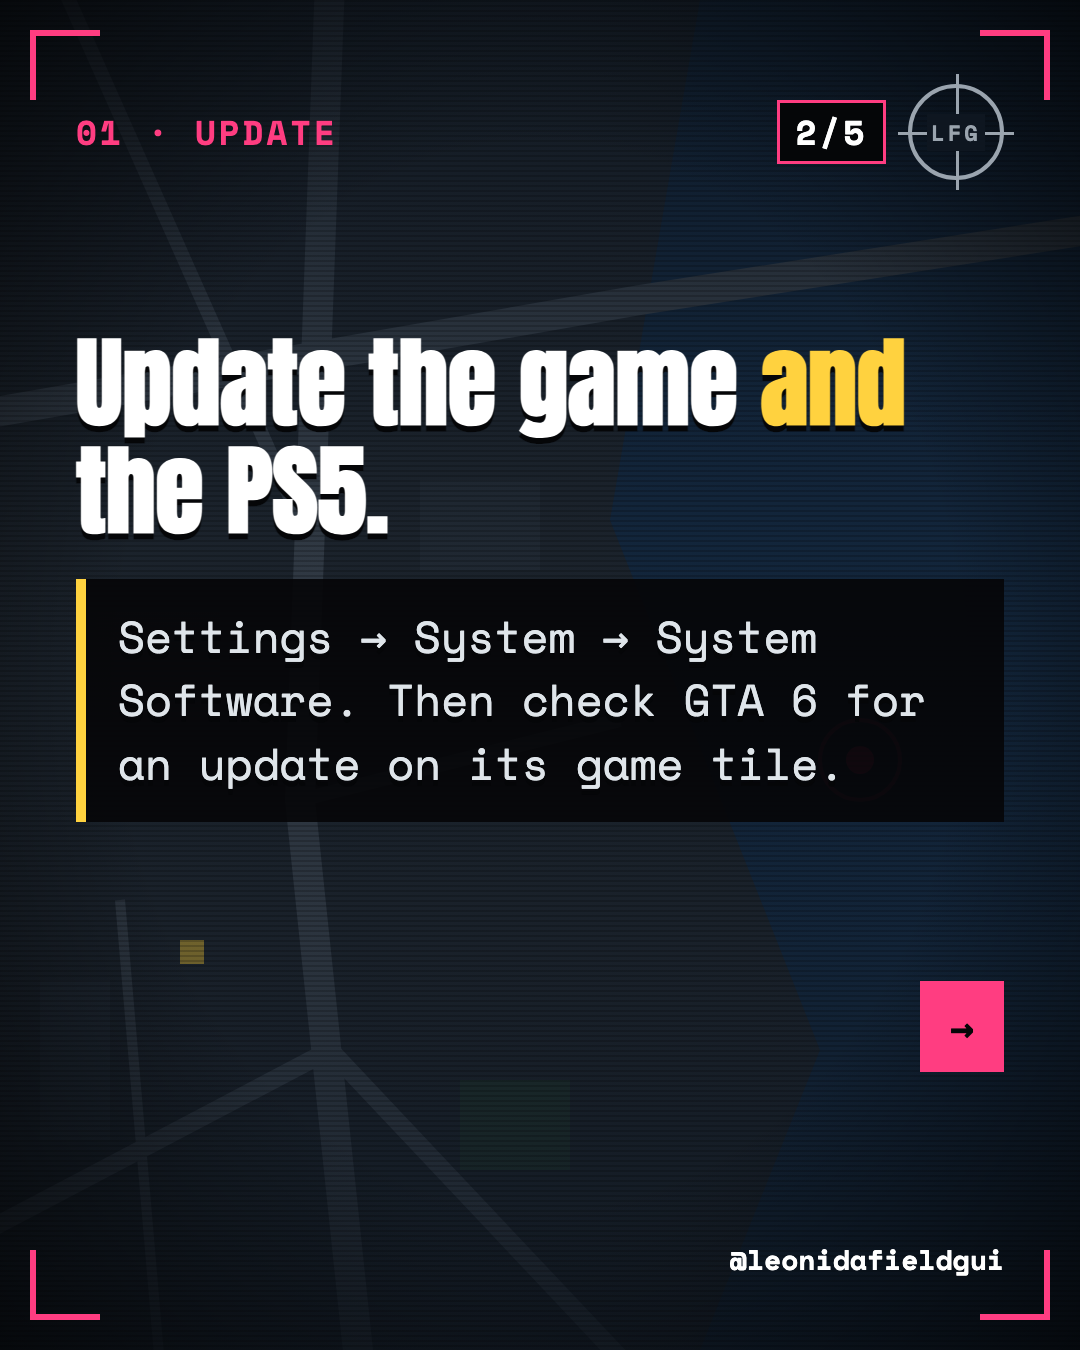 01 · UPDATE
2/5
LFG
Update the game and
the PS5.
Settings → System → System
Software. Then check GTA 6 for
an update on its game tile.
→
@leonidafieldgui